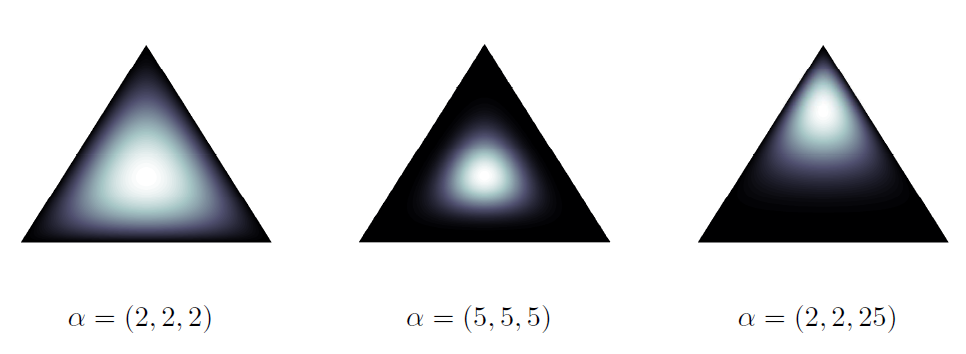 α = (2, 2, 2)
α = (5, 5, 5)
α = (2, 2, 25)